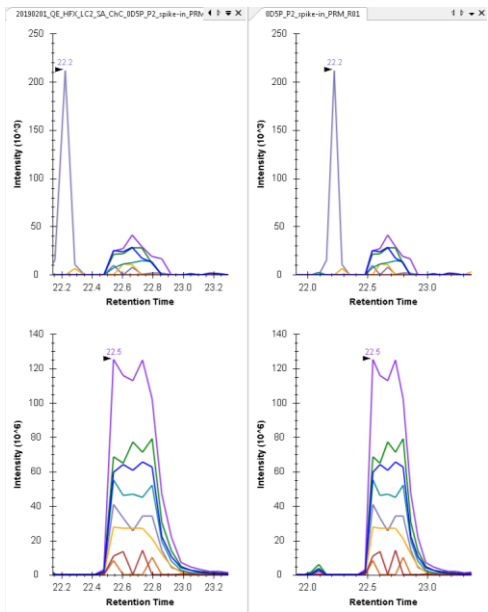 20190201_QE_HFX_LC2_SA_ChC_0D5P_P2_spike-in_PRM
0D5P_P2_spike-in_PRM_R01
250
200
150
100
50
0
Intensity (10^3)
22.2
22.2 22.4 22.6 22.8 23.0 23.2
Retention Time
250
200
150
100
50
0
Intensity (10^3)
22.2
22.0 22.5 23.0
Retention Time
140
120
100
80
60
40
20
0
Intensity (10^6)
22.5
22.2 22.4 22.6 22.8 23.0 23.2
Retention Time
140
120
100
80
60
40
20
0
Intensity (10^6)
22.5
22.0 22.5 23.0
Retention Time